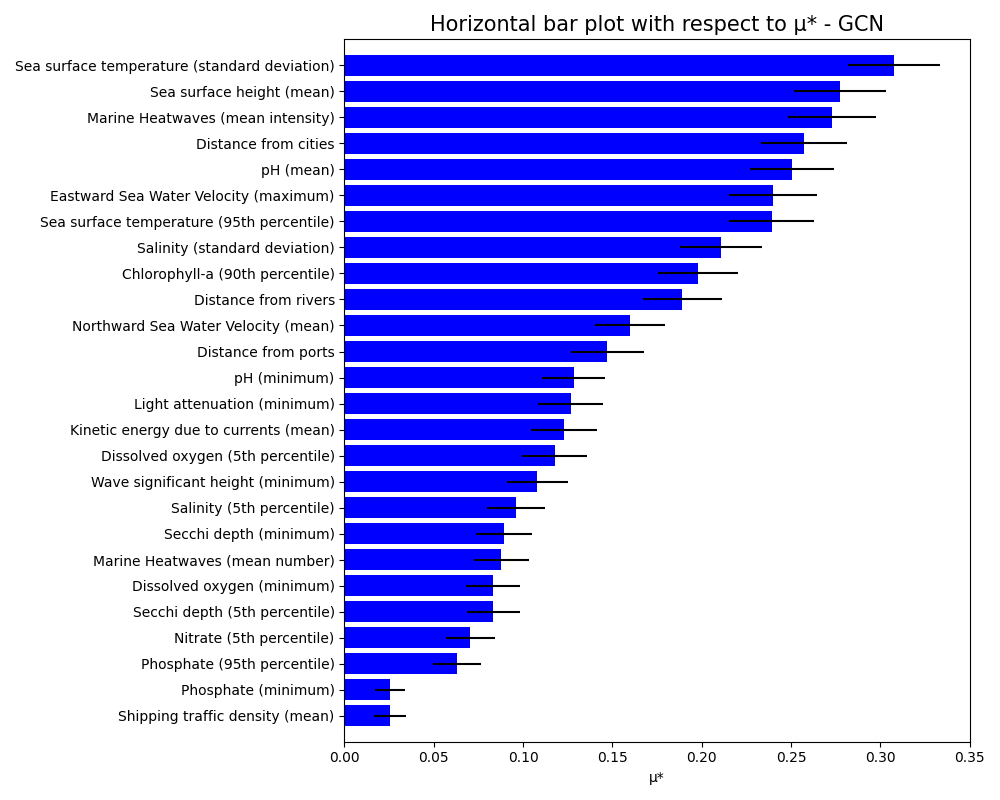 Horizontal bar plot with respect to μ* - GCN
Sea surface temperature (standard deviation)
Sea surface height (mean)
Marine Heatwaves (mean intensity)
Distance from cities
pH (mean)
Eastward Sea Water Velocity (maximum)
Sea surface temperature (95th percentile)
Salinity (standard deviation)
Chlorophyll-a (90th percentile)
Distance from rivers
Northward Sea Water Velocity (mean)
Distance from ports
pH (minimum)
Light attenuation (minimum)
Kinetic energy due to currents (mean)
Dissolved oxygen (5th percentile)
Wave significant height (minimum)
Salinity (5th percentile)
Secchi depth (minimum)
Marine Heatwaves (mean number)
Dissolved oxygen (minimum)
Secchi depth (5th percentile)
Nitrate (5th percentile)
Phosphate (95th percentile)
Phosphate (minimum)
Shipping traffic density (mean)
0.00 0.05 0.10 0.15 0.20 0.25 0.30 0.35
μ*